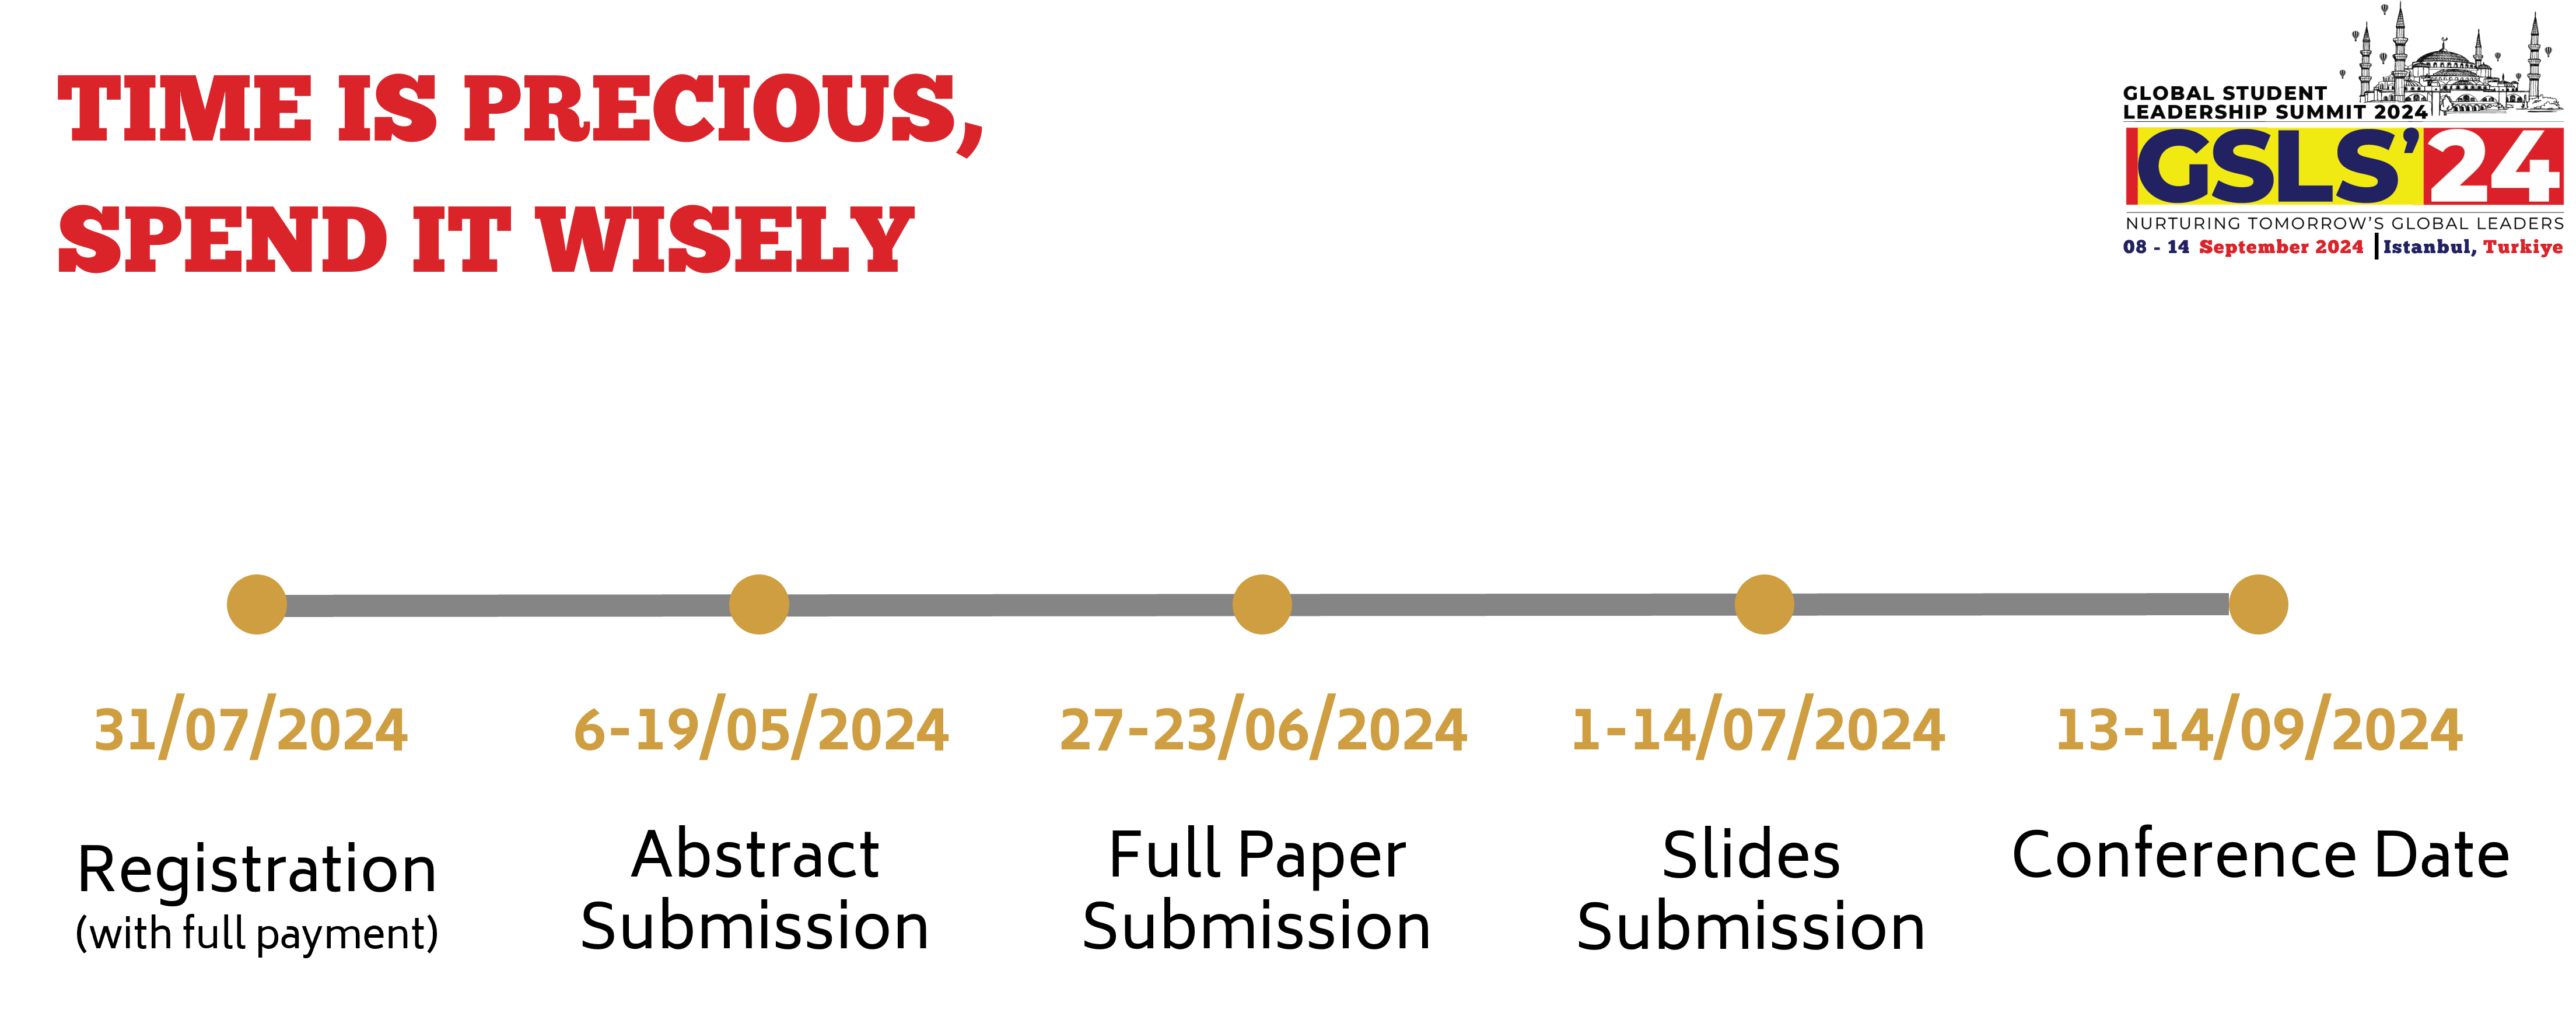 TIME IS PRECIOUS,
SPEND IT WISELY
GLOBAL STUDENT
LEADERSHIP SUMMIT 2024
GSLS'24
NURTURING TOMORROW'S GLOBAL LEADERS
08 - 14 September 2024 | Istanbul, Turkiye
31/07/2024
Registration
(with full payment)
6-19/05/2024
Abstract
Submission
27-23/06/2024
Full Paper
Submission
1-14/07/2024
Slides
Submission
13-14/09/2024
Conference Date